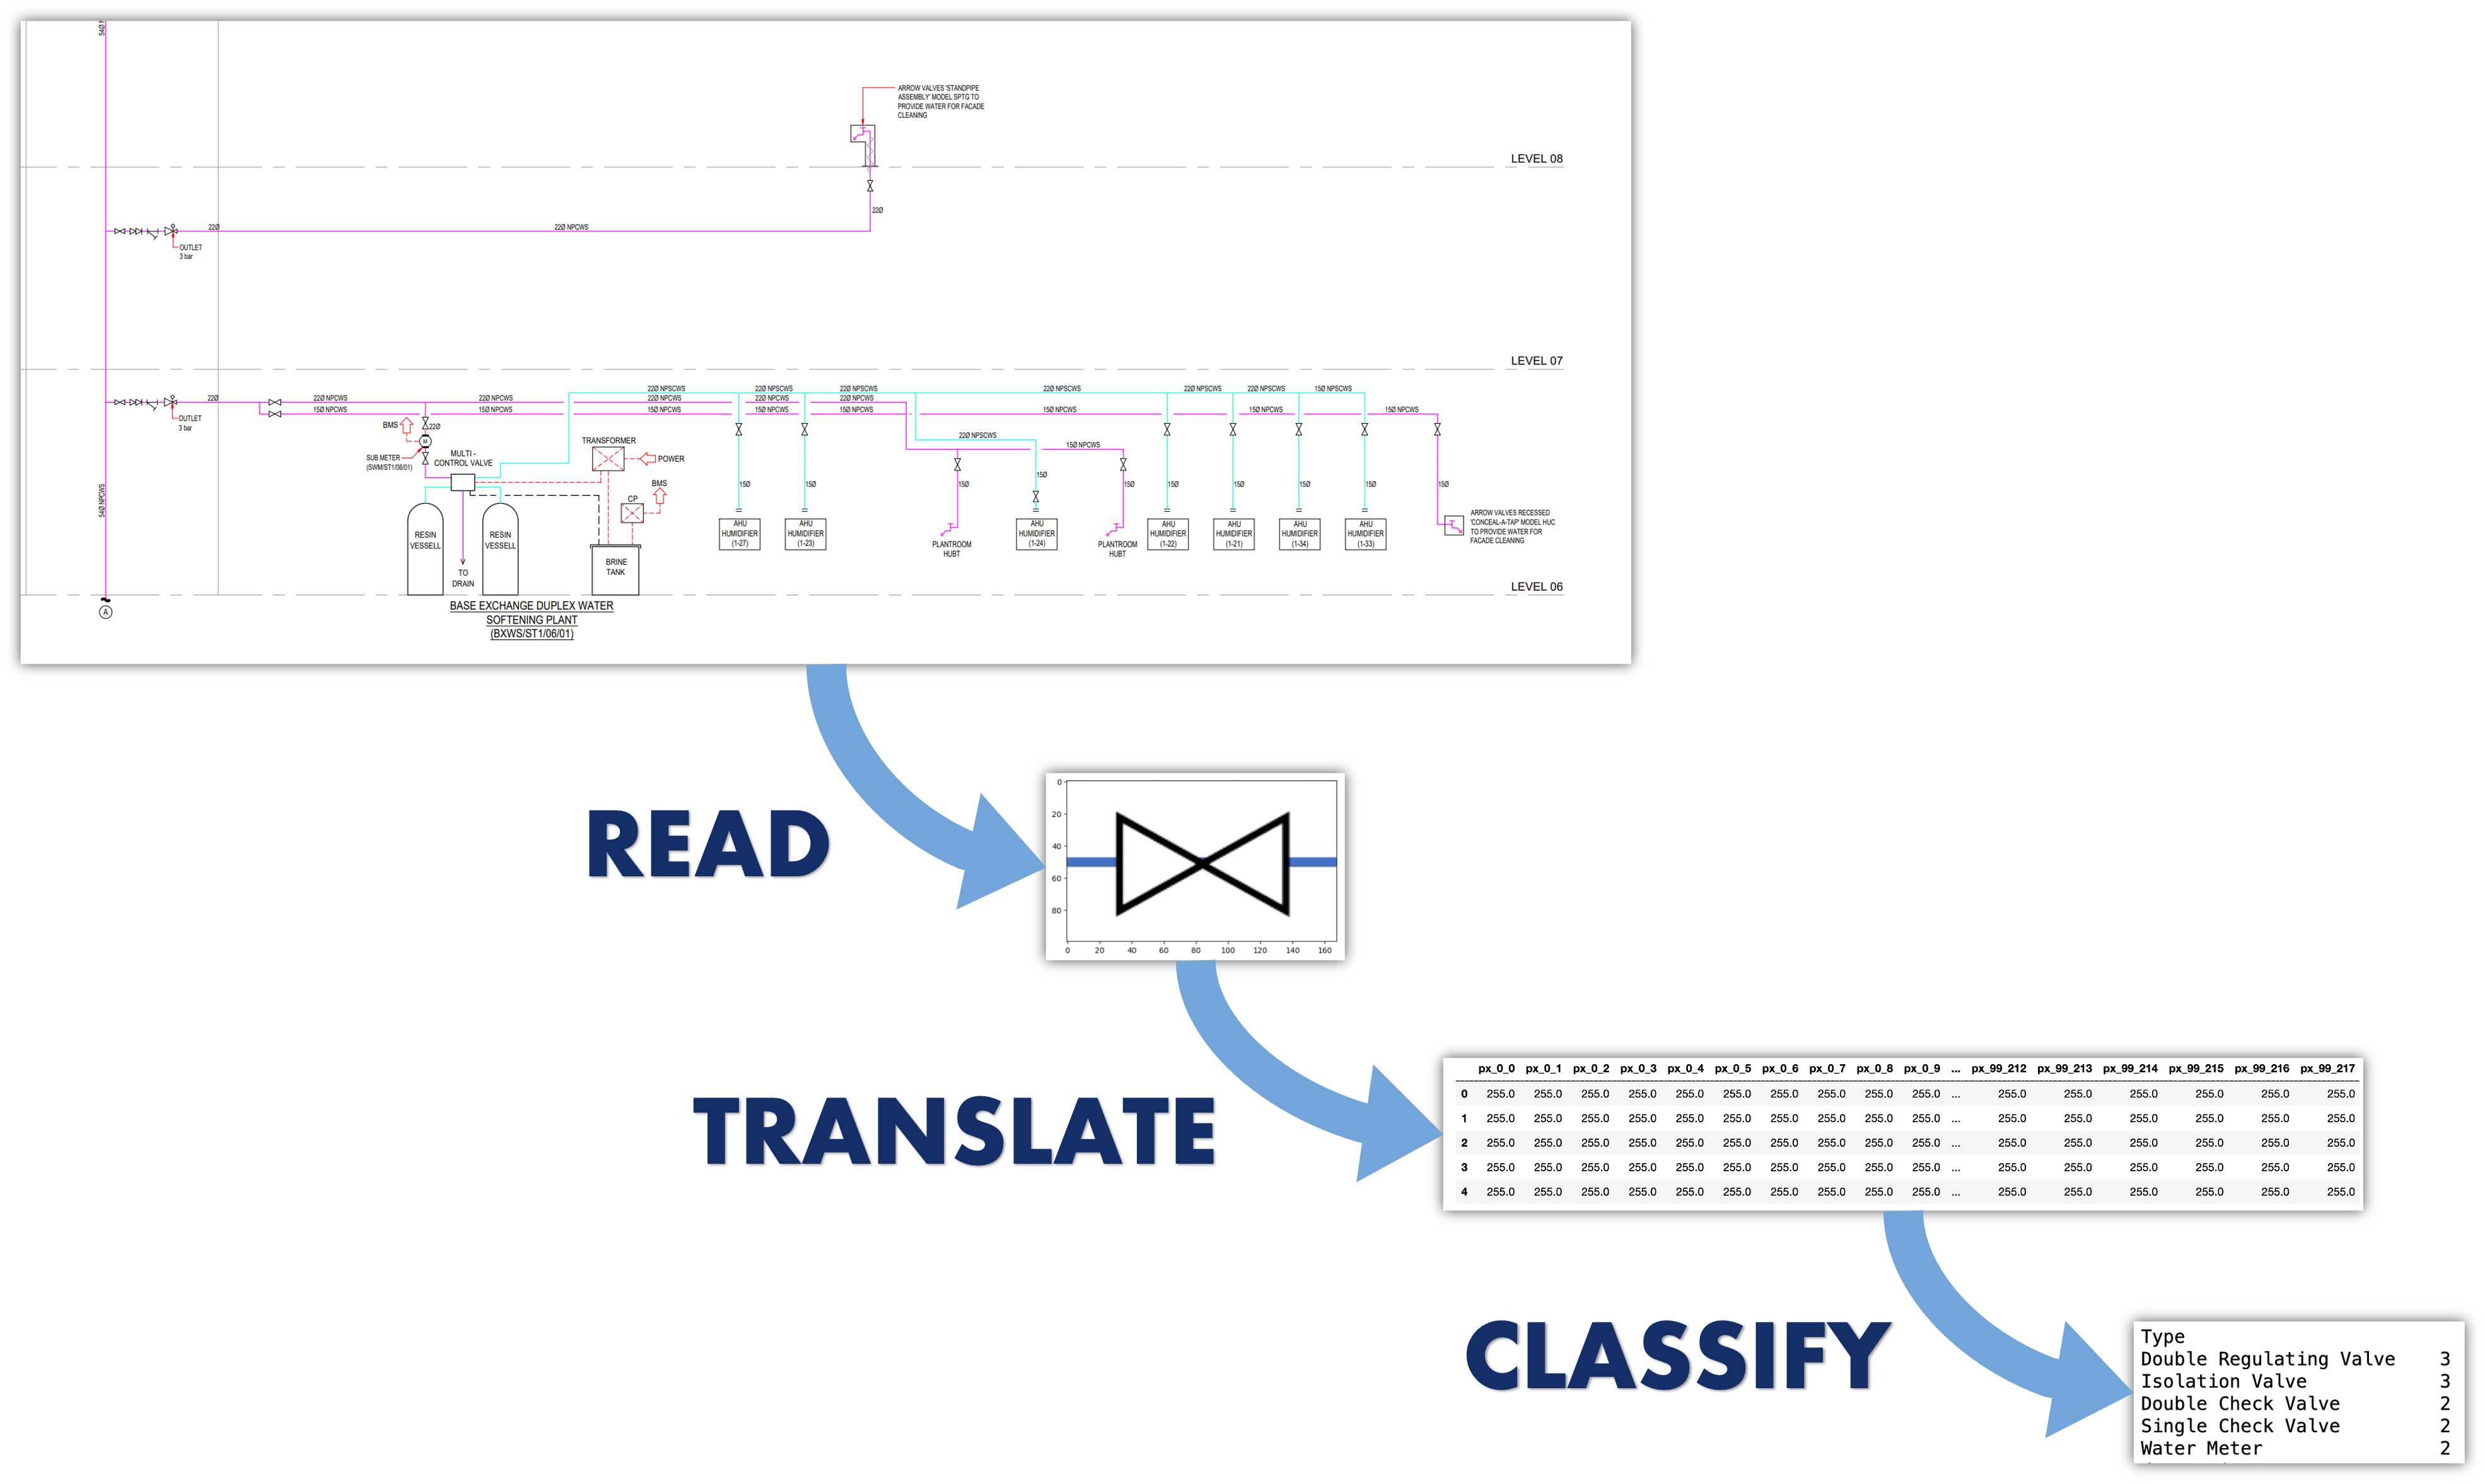 54Ø N
ARROW VALVES 'STANDPIPE
ASSEMBLY' MODEL SPTG TO
PROVIDE WATER FOR FACADE
CLEANING
LEVEL 08
22Ø
22Ø
22Ø NPCWS
OUTLET
3 bar
LEVEL 07
22Ø NPSCWS
22Ø NPSCWS
22Ø NPSCWS
22Ø NPSCWS
22Ø NPSCWS
22Ø NPSCWS
15Ø NPSCWS
22Ø
22Ø NPCWS
22Ø NPCWS
22Ø NPCWS
22Ø NPCWS
22Ø NPCWS
15Ø NPCWS
15Ø NPCWS
15Ø NPCWS
15Ø NPCWS
15Ø NPCWS
15Ø NPCWS
15Ø NPCWS
15Ø NPCWS
OUTLET
3 bar
BMS
22Ø
M
SUB METER
(SWM/ST1/06/01)
MULTI -
CONTROL VALVE
TRANSFORMER
POWER
22Ø NPSCWS
15Ø NPCWS
BMS
CP
15Ø
15Ø
15Ø
15Ø
15Ø
15Ø
15Ø
15Ø
15Ø
15Ø
54Ø NPCWS
RESIN
VESSELL
RESIN
VESSELL
TO
DRAIN
BRINE
TANK
AHU
HUMIDIFIER
(1-27)
AHU
HUMIDIFIER
(1-23)
PLANTROOM
HUBT
AHU
HUMIDIFIER
(1-24)
PLANTROOM
HUBT
AHU
HUMIDIFIER
(1-22)
AHU
HUMIDIFIER
(1-21)
AHU
HUMIDIFIER
(1-34)
AHU
HUMIDIFIER
(1-33)
ARROW VALVES RECESSED
'CONCEAL-A-TAP' MODEL HUC
TO PROVIDE WATER FOR
FACADE CLEANING
LEVEL 06
A
BASE EXCHANGE DUPLEX WATER
SOFTENING PLANT
(BXWS/ST1/06/01)
READ
0
20
40
60
80
0 20 40 60 80 100 120 140 160
TRANSLATE
px_0_0 px_0_1 px_0_2 px_0_3 px_0_4 px_0_5 px_0_6 px_0_7 px_0_8 px_0_9 ... px_99_212 px_99_213 px_99_214 px_99_215 px_99_216 px_99_217
0 255.0 255.0 255.0 255.0 255.0 255.0 255.0 255.0 255.0 255.0 ... 255.0 255.0 255.0 255.0 255.0 255.0
1 255.0 255.0 255.0 255.0 255.0 255.0 255.0 255.0 255.0 255.0 ... 255.0 255.0 255.0 255.0 255.0 255.0
2 255.0 255.0 255.0 255.0 255.0 255.0 255.0 255.0 255.0 255.0 ... 255.0 255.0 255.0 255.0 255.0 255.0
3 255.0 255.0 255.0 255.0 255.0 255.0 255.0 255.0 255.0 255.0 ... 255.0 255.0 255.0 255.0 255.0 255.0
4 255.0 255.0 255.0 255.0 255.0 255.0 255.0 255.0 255.0 255.0 ... 255.0 255.0 255.0 255.0 255.0 255.0
CLASSIFY
Type
Double Regulating Valve 3
Isolation Valve 3
Double Check Valve 2
Single Check Valve 2
Water Meter 2